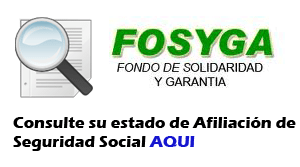 FOSYGA
FONDO DE SOLIDARIDAD
Y GARANTIA
Consulte su estado de Afiliación de
Seguridad Social AQUI